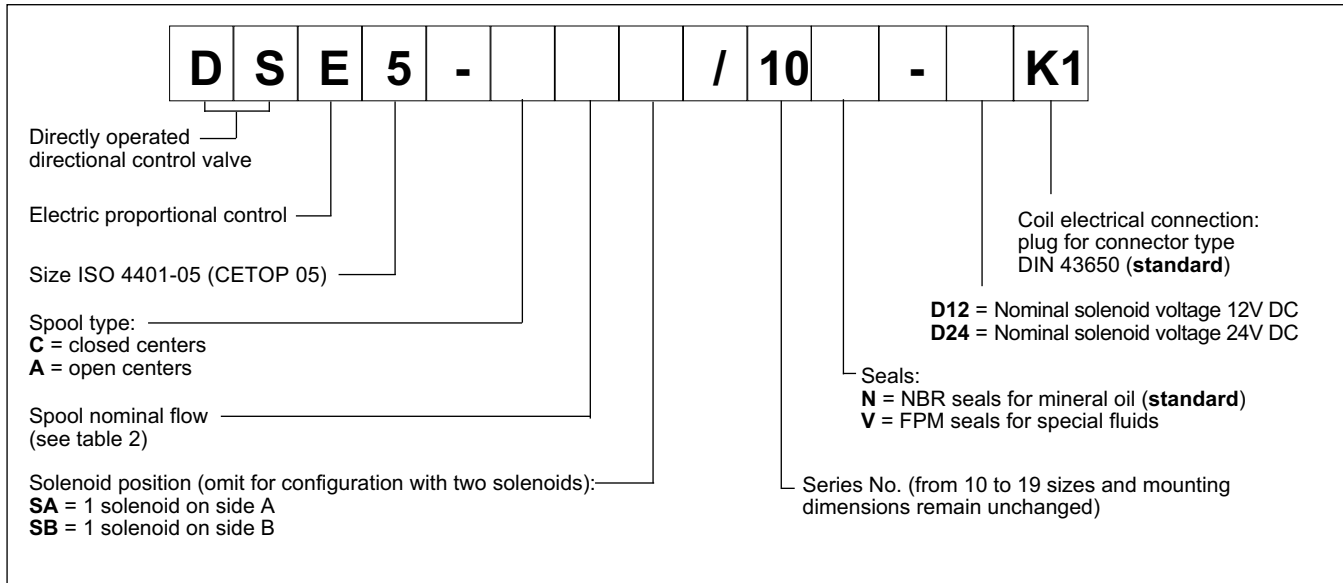 D S E 5 - / 10 - K1
Directly operated
directional control valve
Electric proportional control
Size ISO 4401-05 (CETOP 05)
Spool type:
C = closed centers
A = open centers
Spool nominal flow
(see table 2)
Solenoid position (omit for configuration with two solenoids):
SA = 1 solenoid on side A
SB = 1 solenoid on side B
Coil electrical connection:
plug for connector type
DIN 43650 (standard)
D12 = Nominal solenoid voltage 12V DC
D24 = Nominal solenoid voltage 24V DC
Seals:
N = NBR seals for mineral oil (standard)
V = FPM seals for special fluids
Series No. (from 10 to 19 sizes and mounting
dimensions remain unchanged)